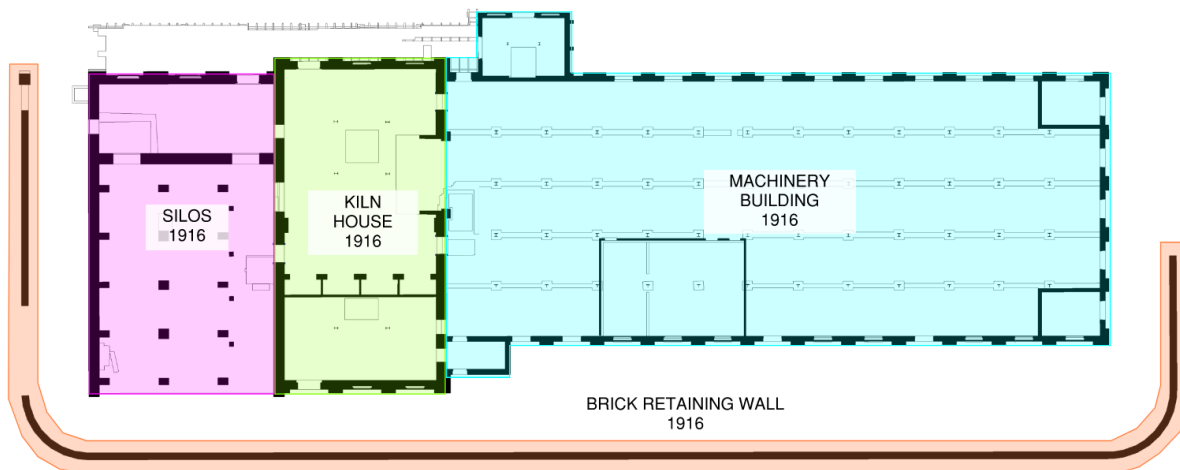 SILOS
1916
KILN
HOUSE
1916
MACHINERY
BUILDING
1916
BRICK RETAINING WALL
1916